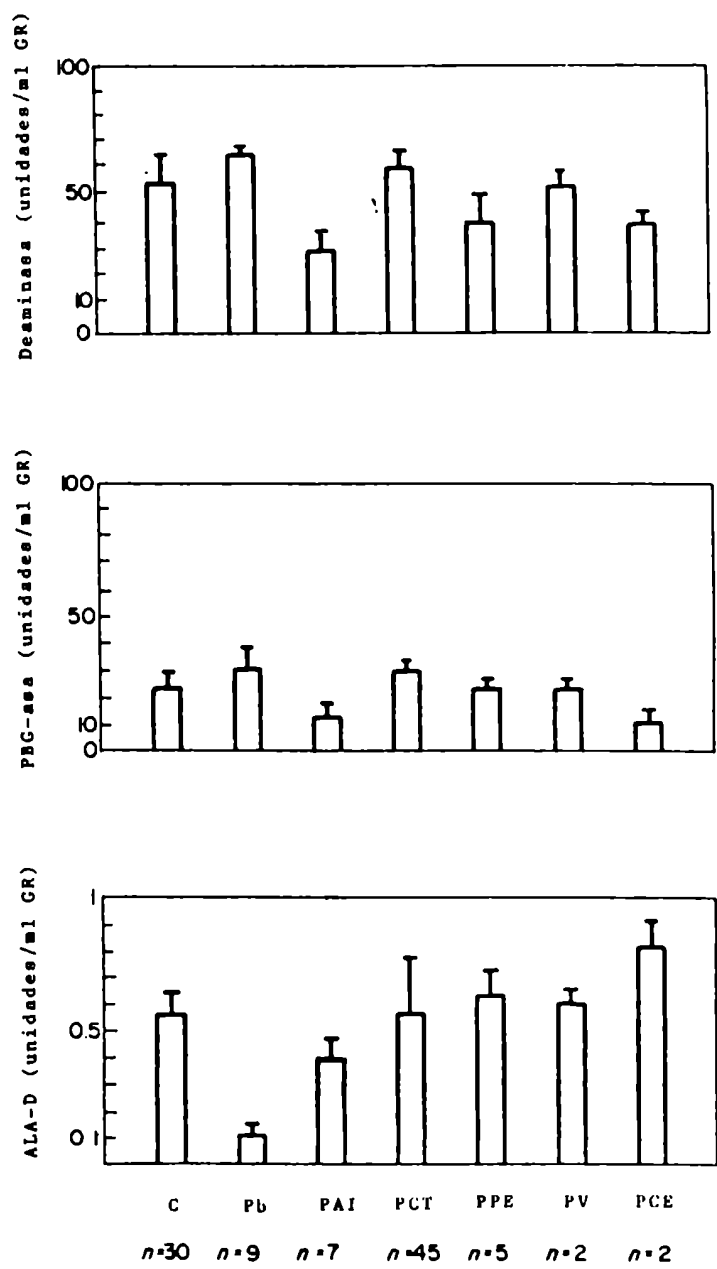 Deaminasa (unidades/ml GR)
100
50
10
0
PBG-asa (unidades/ml GR)
100
50
10
0
ALA-D (unidades/ml GR)
1
0.5
0 1
C Pb PAI PCT PPE PV PCE
n=30 n=9 n=7 n=45 n=5 n=2 n=2